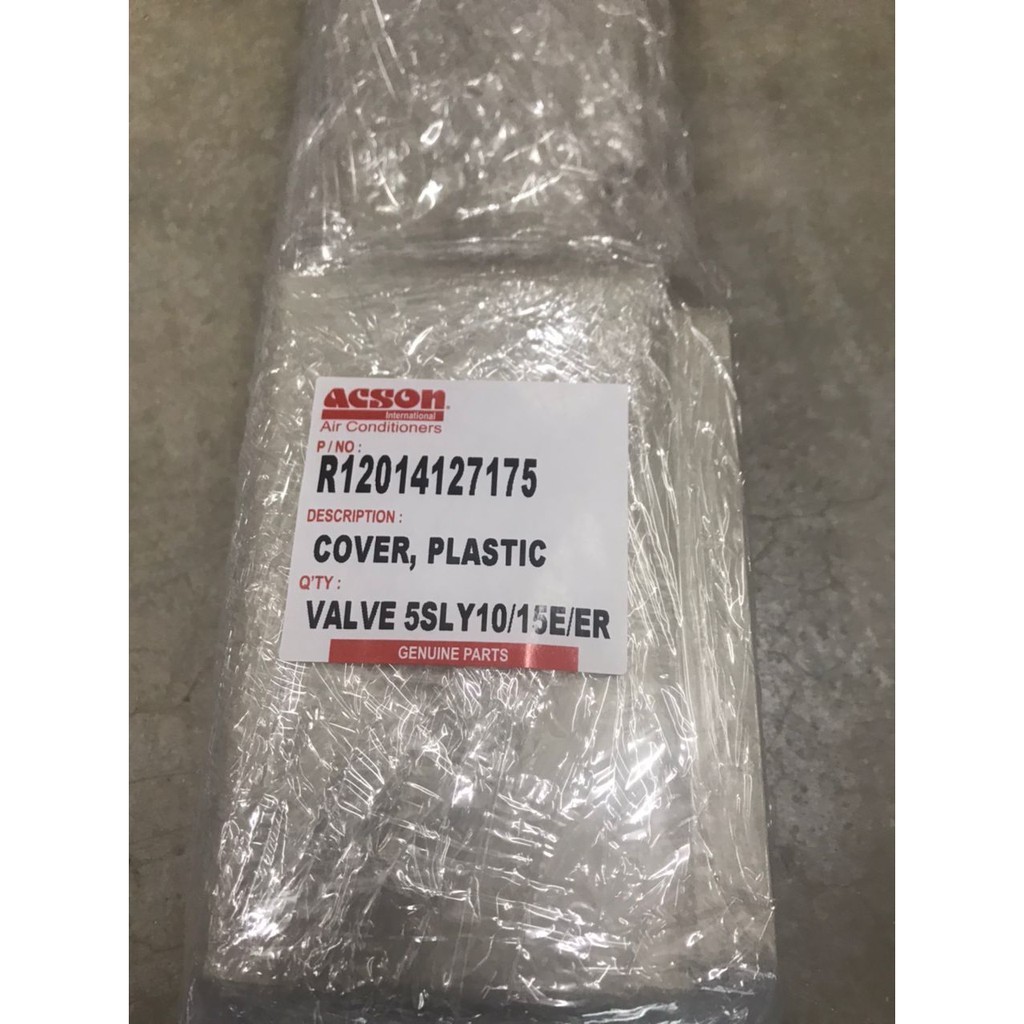 ACSON
International
Air Conditioners
P / NO :
R12014127175
DESCRIPTION :
COVER, PLASTIC
Q'TY :
VALVE 5SLY10/15E/ER
GENUINE PARTS